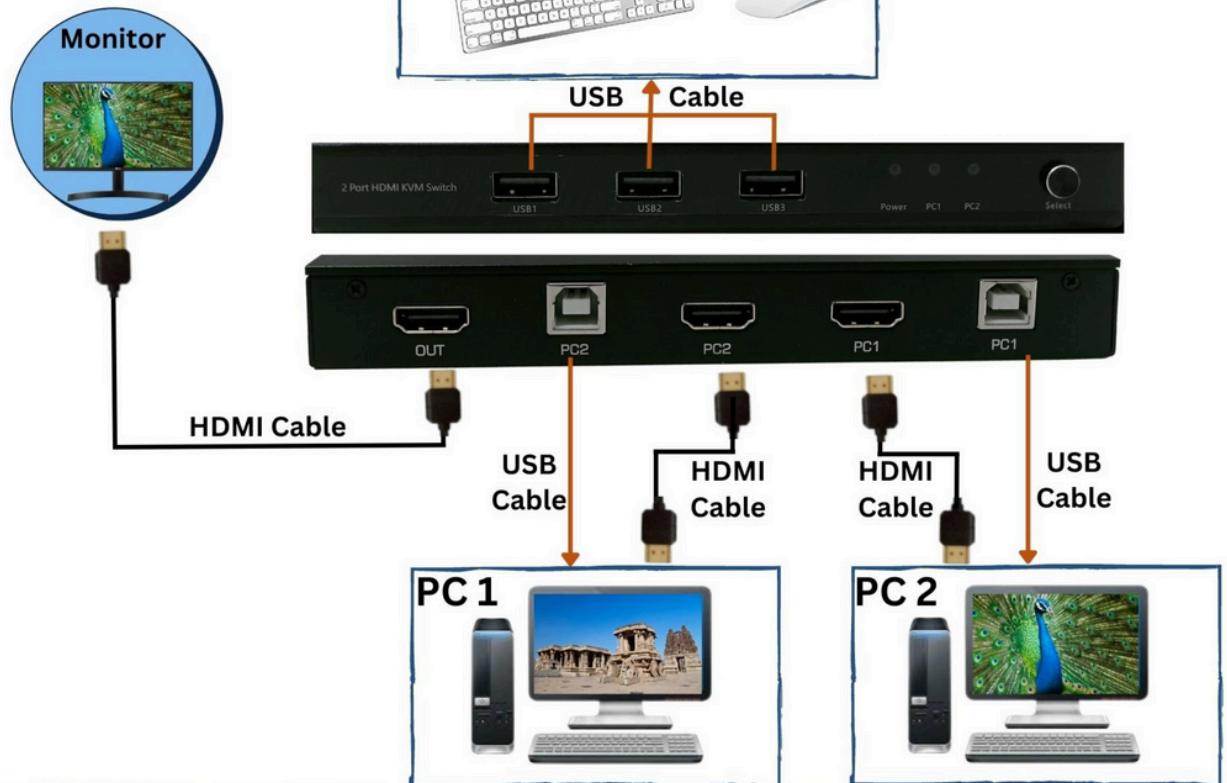 Monitor
USB Cable
2 Port HDMI KVM Switch
USB1
USB2
USB3
Power
PC1
PC2
Select
OUT
PC2
PC2
PC1
PC1
HDMI Cable
USB
Cable
HDMI
Cable
HDMI
Cable
USB
Cable
PC 1
PC 2